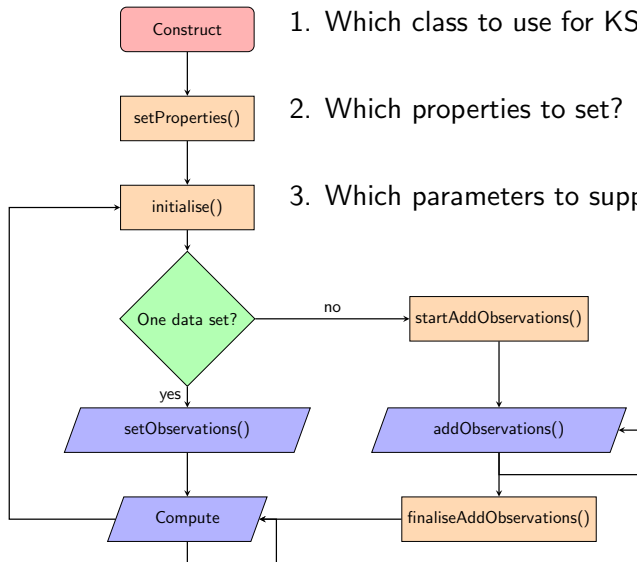 Construct
1. Which class to use for KS
setProperties()
2. Which properties to set?
initialise()
3. Which parameters to supp
One data set?
no
startAddObservations()
yes
setObservations()
addObservations()
Compute
finaliseAddObservations()